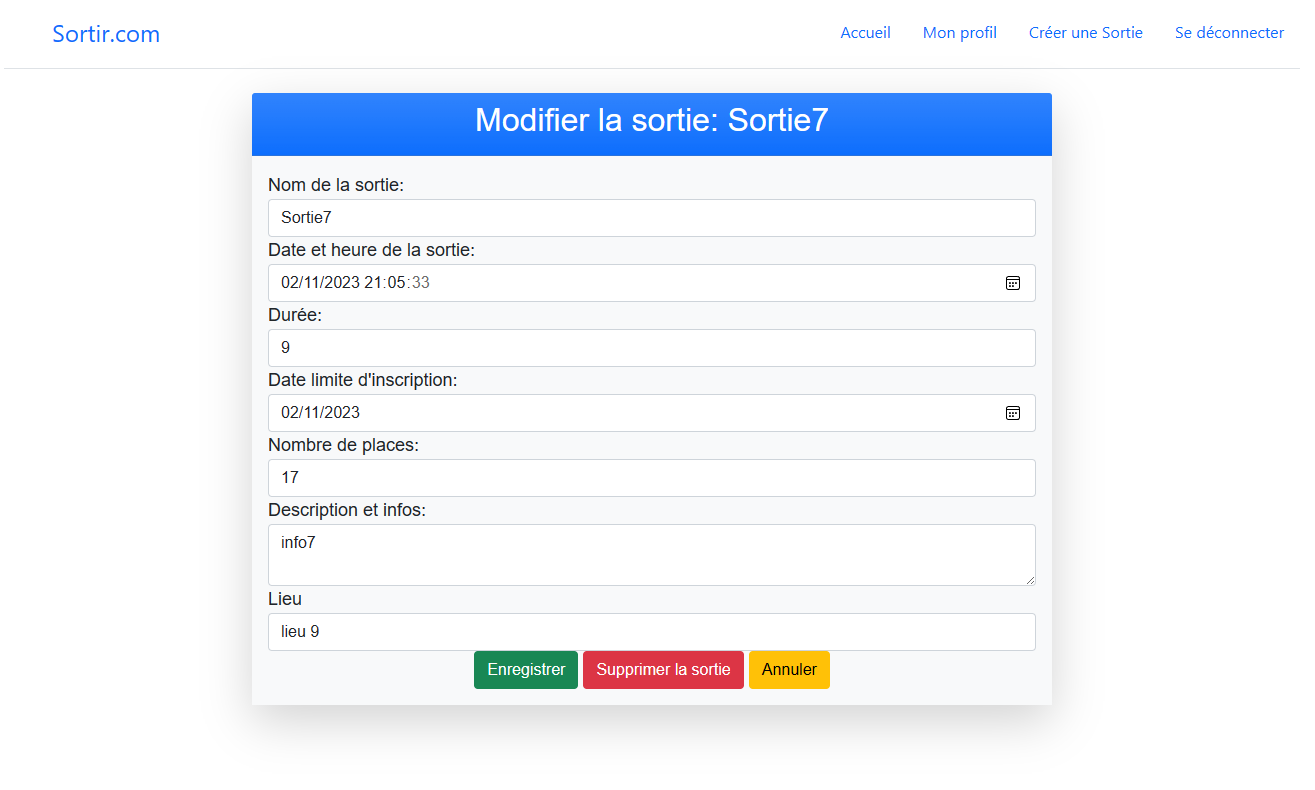 Sortir.com
Accueil Mon profil Créer une Sortie Se déconnecter
Modifier la sortie: Sortie7
Nom de la sortie:
Sortie7
Date et heure de la sortie:
02/11/2023 21:05:33
Durée:
9
Date limite d'inscription:
02/11/2023
Nombre de places:
17
Description et infos:
info7
Lieu
lieu 9
Enregistrer Supprimer la sortie Annuler